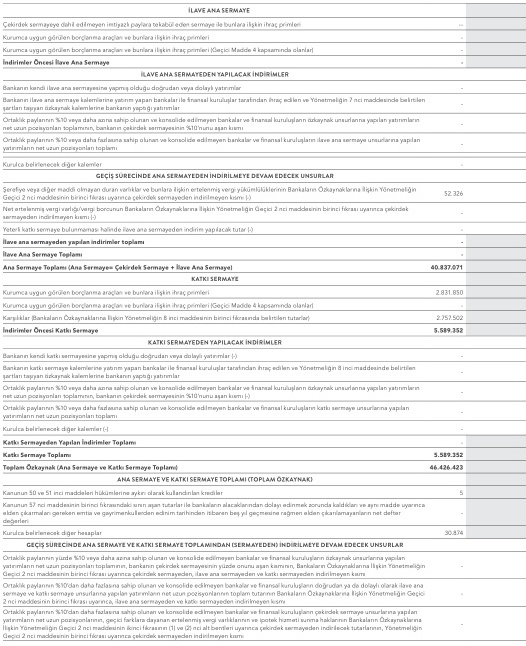 İLAVE ANA SERMAYE
Çekirdek sermayeye dahil edilmeyen imtiyazlı paylara tekabül eden sermaye ile bunlara ilişkin ihraç primleri --
Kurumca uygun görülen borçlanma araçları ve bunlara ilişkin ihraç primleri -
Kurumca uygun görülen borçlanma araçları ve bunlara ilişkin ihraç primleri (Geçici Madde 4 kapsamında olanlar) -
İndirimler Öncesi İlave Ana Sermaye -
İLAVE ANA SERMAYEDEN YAPILACAK İNDİRİMLER
Bankanın kendi ilave ana sermayesine yapmış olduğu doğrudan veya dolaylı yatırımlar -
Bankanın ilave ana sermaye kalemlerine yatırım yapan bankalar ile finansal kuruluşlar tarafından ihraç edilen ve Yönetmeliğin 7 nci maddesinde belirtilen
şartları taşıyan özkaynak kalemlerine bankanın yaptığı yatırımlar -
Ortaklık paylarının %10 veya daha azına sahip olunan ve konsolide edilmeyen bankalar ve finansal kuruluşların özkaynak unsurlarına yapılan yatırımların
net uzun pozisyonları toplamının, bankanın çekirdek sermayesinin %10'nunu aşan kısmı -
Ortaklık paylarının %10 veya daha fazlasına sahip olunan ve konsolide edilmeyen bankalar ve finansal kuruluşların ilave ana sermaye unsurlarına yapılan
yatırımların net uzun pozisyonları toplamı -
Kurulca belirlenecek diğer kalemler -
GEÇİŞ SÜRECİNDE ANA SERMAYEDEN İNDİRİLMEYE DEVAM EDECEK UNSURLAR
Şerefiye veya diğer maddi olmayan duran varlıklar ve bunlara ilişkin ertelenmiş vergi yükümlülüklerinin Bankaların Özkaynaklarına İlişkin Yönetmeliğin
Geçici 2 nci maddesinin birinci fıkrası uyarınca çekirdek sermayeden indirilmeyen kısmı (-) 52.326
Net ertelenmiş vergi varlığı/vergi borcunun Bankaların Özkaynaklarına İlişkin Yönetmeliğin Geçici 2 nci maddesinin birinci fıkrası uyarınca çekirdek
sermayeden indirilmeyen kısmı (-) -
Yeterli katkı sermaye bulunmaması halinde ilave ana sermayeden indirim yapılacak tutar (-) -
İlave ana sermayeden yapılan indirimler toplamı -
İlave Ana Sermaye Toplamı -
Ana Sermaye Toplamı (Ana Sermaye= Çekirdek Sermaye + İlave Ana Sermaye) 40.837.071
KATKI SERMAYE
Kurumca uygun görülen borçlanma araçları ve bunlara ilişkin ihraç primleri 2.831.850
Kurumca uygun görülen borçlanma araçları ve bunlara ilişkin ihraç primleri (Geçici Madde 4 kapsamında olanlar) -
Karşılıklar (Bankaların Özkaynaklarına İlişkin Yönetmeliğin 8 inci maddesinin birinci fıkrasında belirtilen tutarlar) 2.757.502
İndirimler Öncesi Katkı Sermaye 5.589.352
KATKI SERMAYEDEN YAPILACAK İNDİRİMLER
Bankanın kendi katkı sermayesine yapmış olduğu doğrudan veya dolaylı yatırımlar (-) -
Bankanın katkı sermaye kalemlerine yatırım yapan bankalar ile finansal kuruluşlar tarafından ihraç edilen ve Yönetmeliğin 8 inci maddesinde belirtilen
şartları taşıyan özkaynak kalemlerine bankanın yaptığı yatırımlar -
Ortaklık paylarının %10 veya daha azına sahip olunan ve konsolide edilmeyen bankalar ve finansal kuruluşların özkaynak unsurlarına yapılan yatırımların
net uzun pozisyonları toplamının, bankanın çekirdek sermayesinin %10'nunu aşan kısmı (-) -
Ortaklık paylarının %10 veya daha fazlasına sahip olunan ve konsolide edilmeyen bankalar ve finansal kuruluşların katkı sermaye unsurlarına yapılan
yatırımların net uzun pozisyonları toplamı -
Kurulca belirlenecek diğer kalemler (-) -
Katkı Sermayeden Yapılan İndirimler Toplamı -
Katkı Sermaye Toplamı 5.589.352
Toplam Özkaynak (Ana Sermaye ve Katkı Sermaye Toplamı) 46.426.423
ANA SERMAYE VE KATKI SERMAYE TOPLAMI (TOPLAM ÖZKAYNAK)
Kanunun 50 ve 51 inci maddeleri hükümlerine aykırı olarak kullandırılan krediler 5
Kanunun 57 nci maddesinin birinci fıkrasındaki sınırı aşan tutarlar ile bankaların alacaklarından dolayı edinmek zorunda kaldıkları ve aynı madde uyarınca
elden çıkarmaları gereken emtia ve gayrimenkullerden edinim tarihinden itibaren beş yıl geçmesine rağmen elden çıkarılamayanların net defter
değerleri -
Kurulca belirlenecek diğer hesaplar 30.874
GEÇİŞ SÜRECİNDE ANA SERMAYE VE KATKI SERMAYE TOPLAMINDAN (SERMAYEDEN) İNDİRİLMEYE DEVAM EDECEK UNSURLAR
Ortaklık paylarının yüzde %10 veya daha azına sahip olunan ve konsolide edilmeyen bankalar ve finansal kuruluşların özkaynak unsurlarına yapılan
yatırımların net uzun pozisyonları toplamının, bankanın çekirdek sermayesinin yüzde onunu aşan kısmının, Bankaların Özkaynaklarına İlişkin Yönetmeliğin
Geçici 2 nci maddesinin birinci fıkrası uyarınca çekirdek sermayeden, ilave ana sermayeden ve katkı sermayeden indirilmeyen kısmı -
Ortaklık paylarının %10'dan daha fazlasına sahip olunan ve konsolide edilmeyen bankalar ve finansal kuruluşların doğrudan ya da dolaylı olarak ilave ana
sermaye ve katkı sermaye unsurlarına yapılan yatırımların net uzun pozisyonlarının toplam tutarının Bankaların Özkaynaklarına İlişkin Yönetmeliğin Geçici
2 nci maddesinin birinci fıkrası uyarınca, ilave ana sermayeden ve katkı sermayeden indirilmeyen kısmı -
Ortaklık paylarının %10'dan daha fazlasına sahip olunan ve konsolide edilmeyen bankalar ve finansal kuruluşların çekirdek sermaye unsurlarına yapılan
yatırımların net uzun pozisyonlarının, geçici farklara dayanan ertelenmiş vergi varlıklarının ve ipotek hizmeti sunma haklarının Bankaların Özkaynaklarına İlişkin
Yönetmeliğin Geçici 2 nci maddesinin ikinci fıkrasının (1) ve (2) nci alt bentleri uyarınca çekirdek sermayeden indirilecek tutarlarının, Yönetmeliğin
Geçici 2 nci maddesinin birinci fıkrası uyarınca çekirdek sermayeden indirilmeyen kısmı -